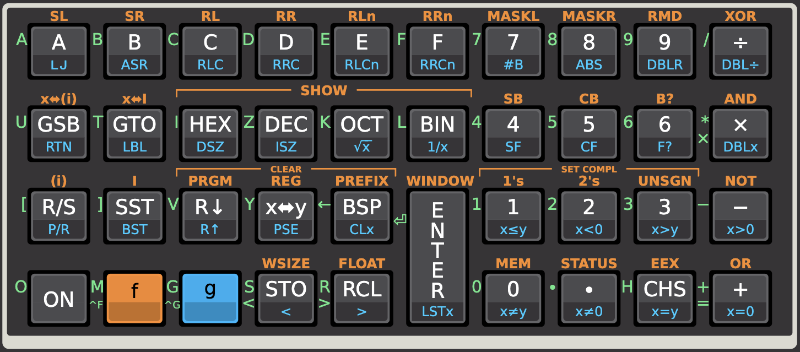 SL SR RL RR RLn RRn MASKL MASKR RMD XOR
A A B B C C D D E E F F 7 7 8 8 9 9 / ÷
LJ ASR RLC RRC RLCn RRCn #B ABS DBLR DBL÷
x⬌(i) x⬌I SHOW SB CB B? AND
U GSB T GTO I HEX Z DEC K OCT L BIN 4 4 5 5 6 6 * × ×
RTN LBL DSZ ISZ √x 1/x SF CF F? DBLx
CLEAR SET COMPL
(i) I PRGM REG PREFIX WINDOW 1's 2's UNSGN NOT
[ R/S ] SST V R↓ Y x⬌y ← BSP ⏎ ENTER 1 1 2 2 3 3 − −
P/R BST R↑ PSE CLx x≤y x<0 x>y x>0
WSIZE FLOAT MEM STATUS EEX OR
O ON M ^F f G ^G g S < STO R > RCL 0 0 • • H CHS + = +
< > LSTx x≠y x≠0 x=y x=0